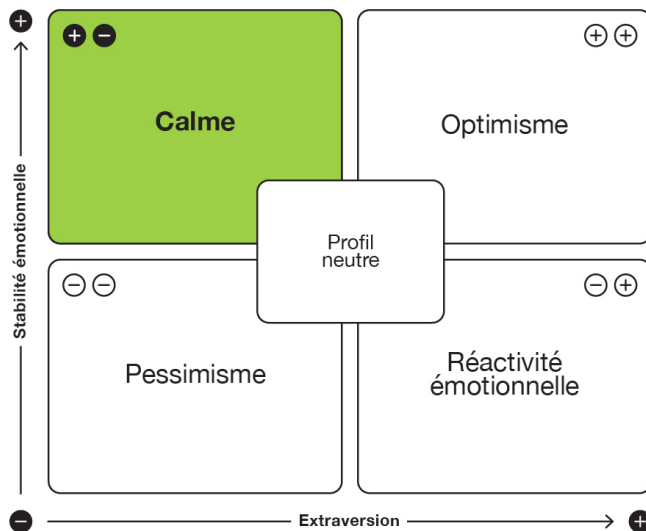 +
+ −
+ +
Calme
Optimisme
Stabilité émotionnelle
Profil
neutre
− −
− +
Pessimisme
Réactivité
émotionnelle
−
Extraversion
+